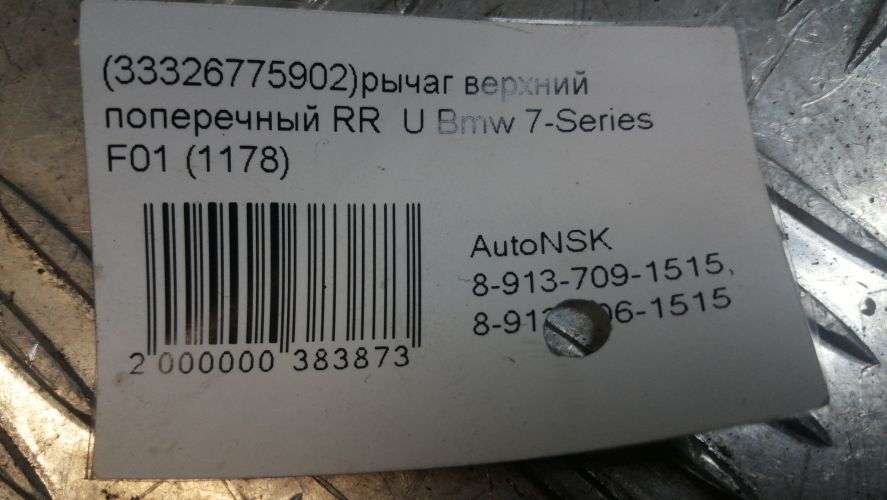 (33326775902)рычаг верхний
поперечный RR U Bmw 7-Series
F01 (1178)
AutoNSK
8-913-709-1515,
2 000000 383873